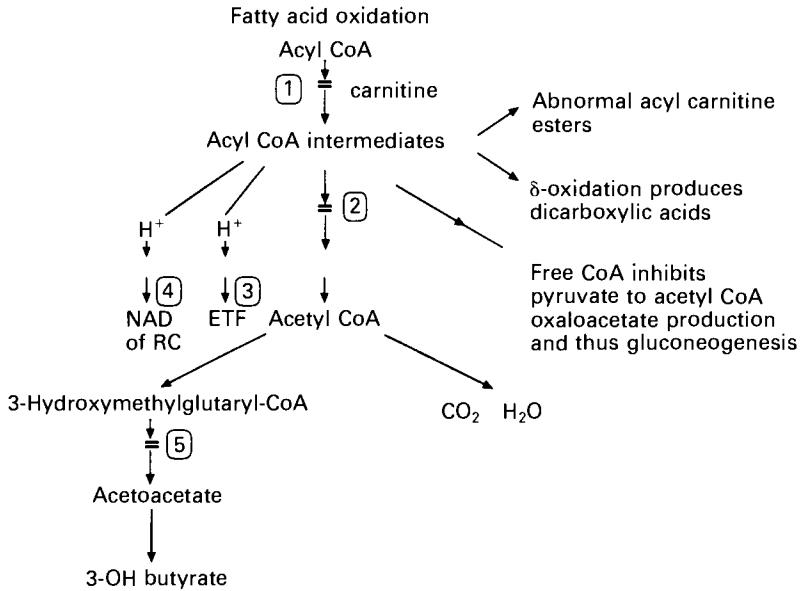 Fatty acid oxidation
Acyl CoA
1 carnitine
Acyl CoA intermediates
Abnormal acyl carnitine
esters
δ-oxidation produces
dicarboxylic acids
2
H⁺ H⁺
Free CoA inhibits
pyruvate to acetyl CoA
oxaloacetate production
and thus gluconeogenesis
4 3
NAD ETF Acetyl CoA
of RC
3-Hydroxymethylglutaryl-CoA
CO₂ H₂O
5
Acetoacetate
3-OH butyrate